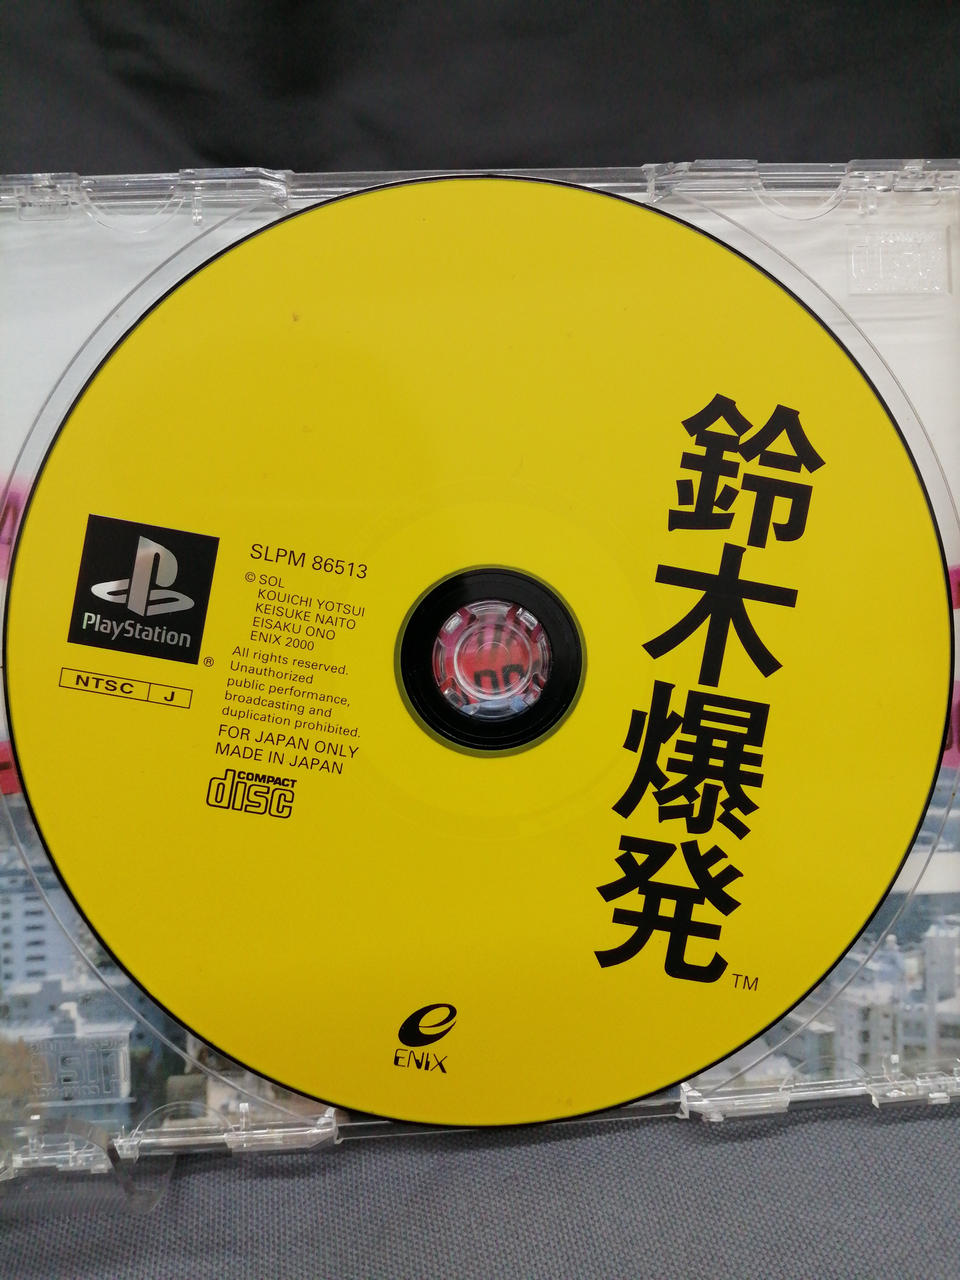 鈴木爆発
TM
PlayStation
®
NTSC J
SLPM 86513
© SOL
KOUICHI YOTSUI
KEISUKE NAITO
EISAKU ONO
ENIX 2000
All rights reserved.
Unauthorized
public performance,
broadcasting and
duplication prohibited.
FOR JAPAN ONLY
MADE IN JAPAN
COMPACT
disc
ENIX